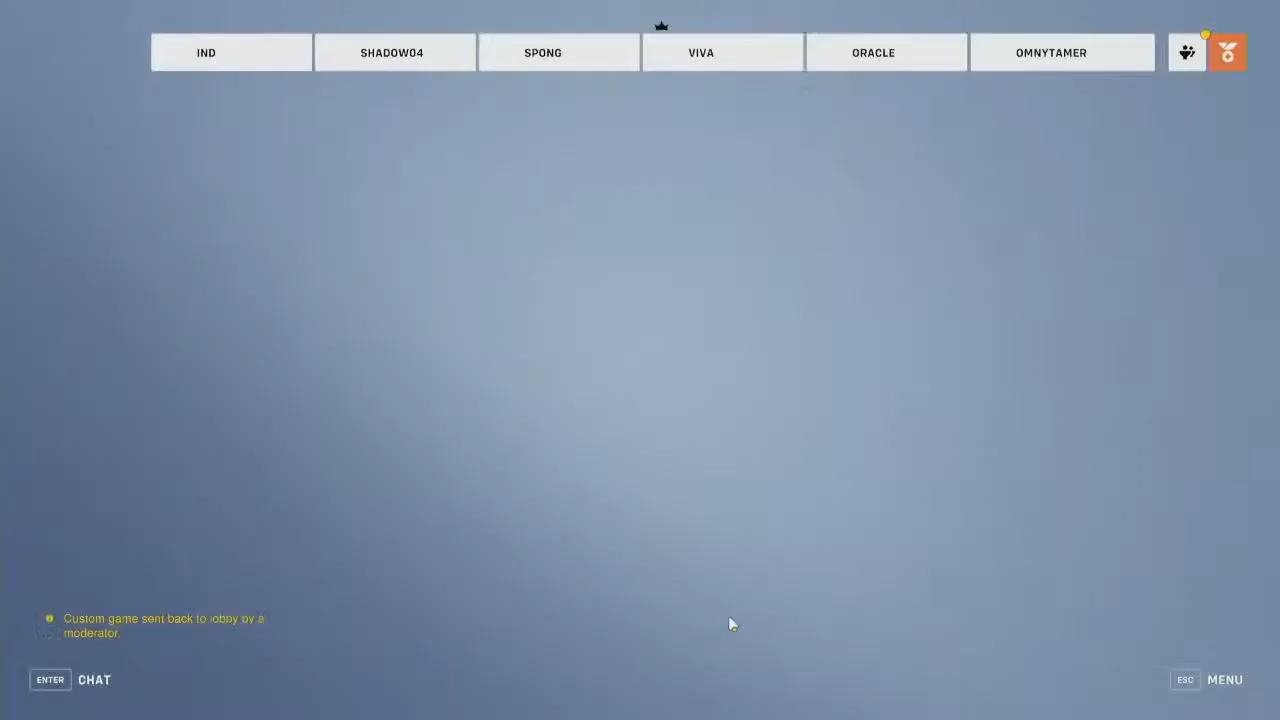 IND
SHADOW04
SPONG
VIVA
ORACLE
OMNYTAMER
Custom game sent back to lobby by a
moderator.
ENTER CHAT
ESC MENU